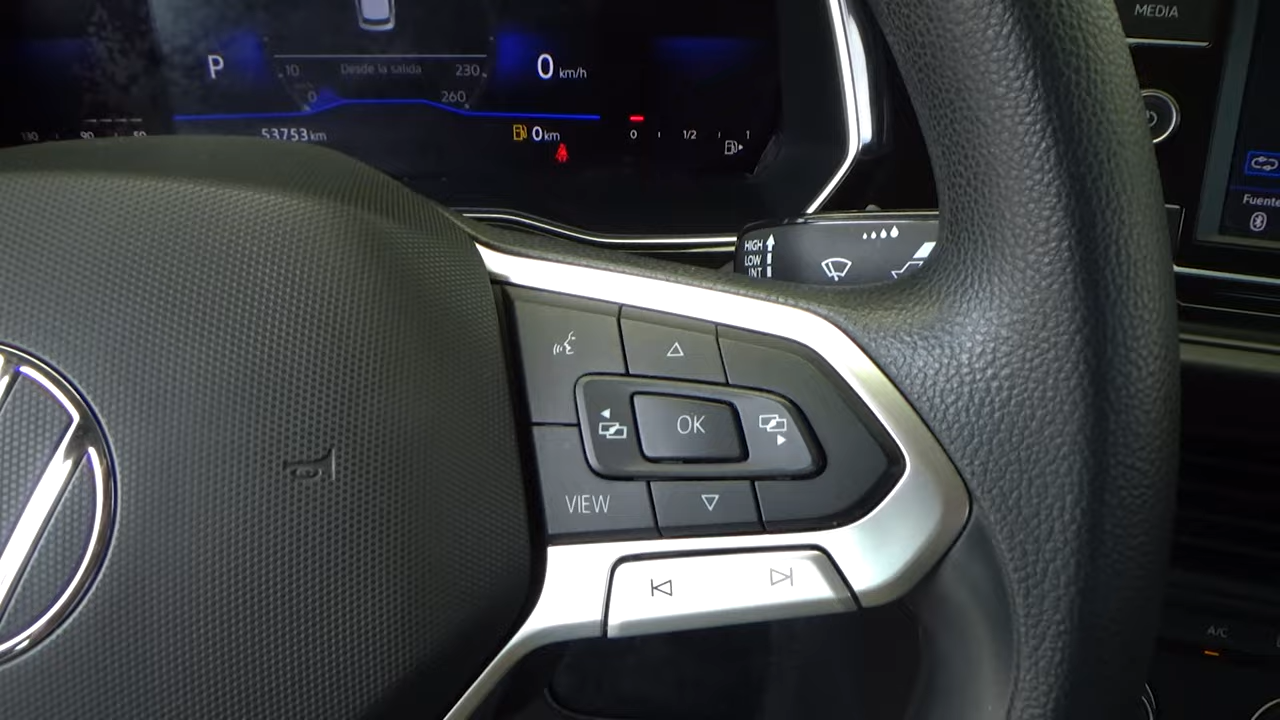 MEDIA
P
10 Desde la salida 230
0 260
0 km/h
53753 km
0 km
0 1/2 1
HIGH
LOW
INT
Fuente
OK
VIEW
A/C